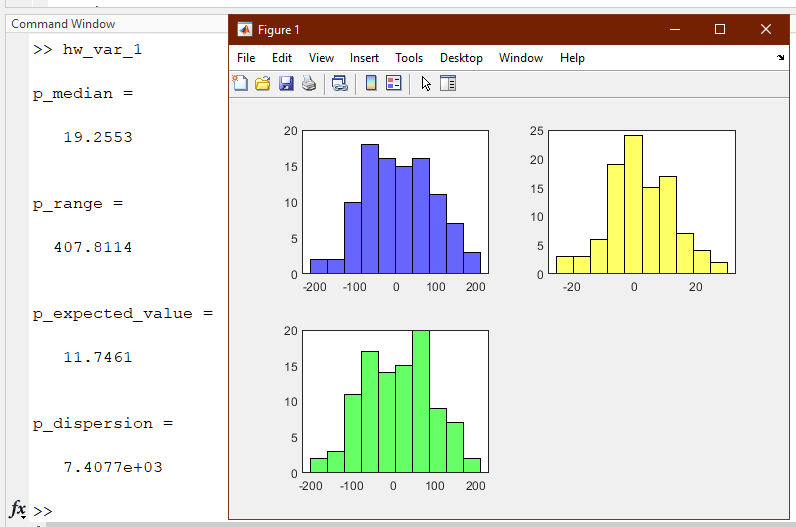 Command Window
>> hw_var_1
p_median =
19.2553
p_range =
407.8114
p_expected_value =
11.7461
p_dispersion =
7.4077e+03
fx >>
Figure 1
File Edit View Insert Tools Desktop Window Help
20
15
10
5
0
-200 -100 0 100 200
25
20
15
10
5
0
-20 0 20
20
15
10
5
0
-200 -100 0 100 200